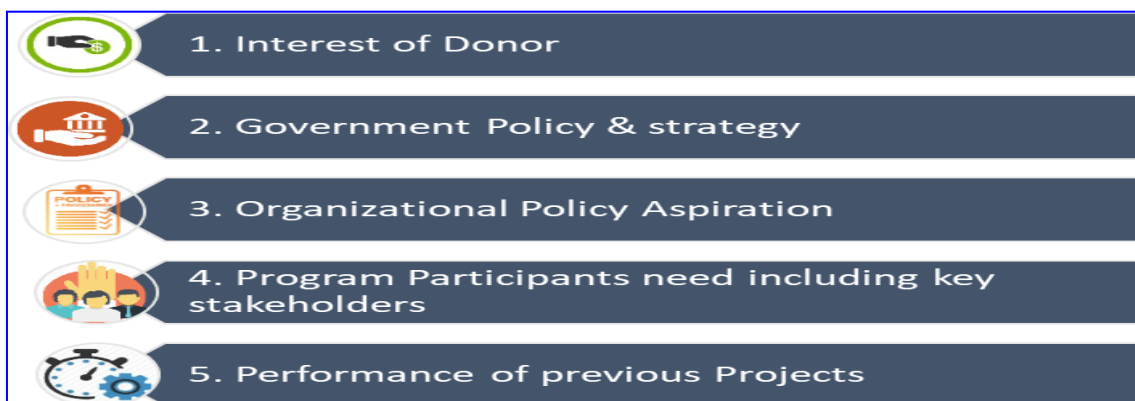 1. Interest of Donor
2. Government Policy & strategy
POLICY
3. Organizational Policy Aspiration
4. Program Participants need including key
stakeholders
5. Performance of previous Projects